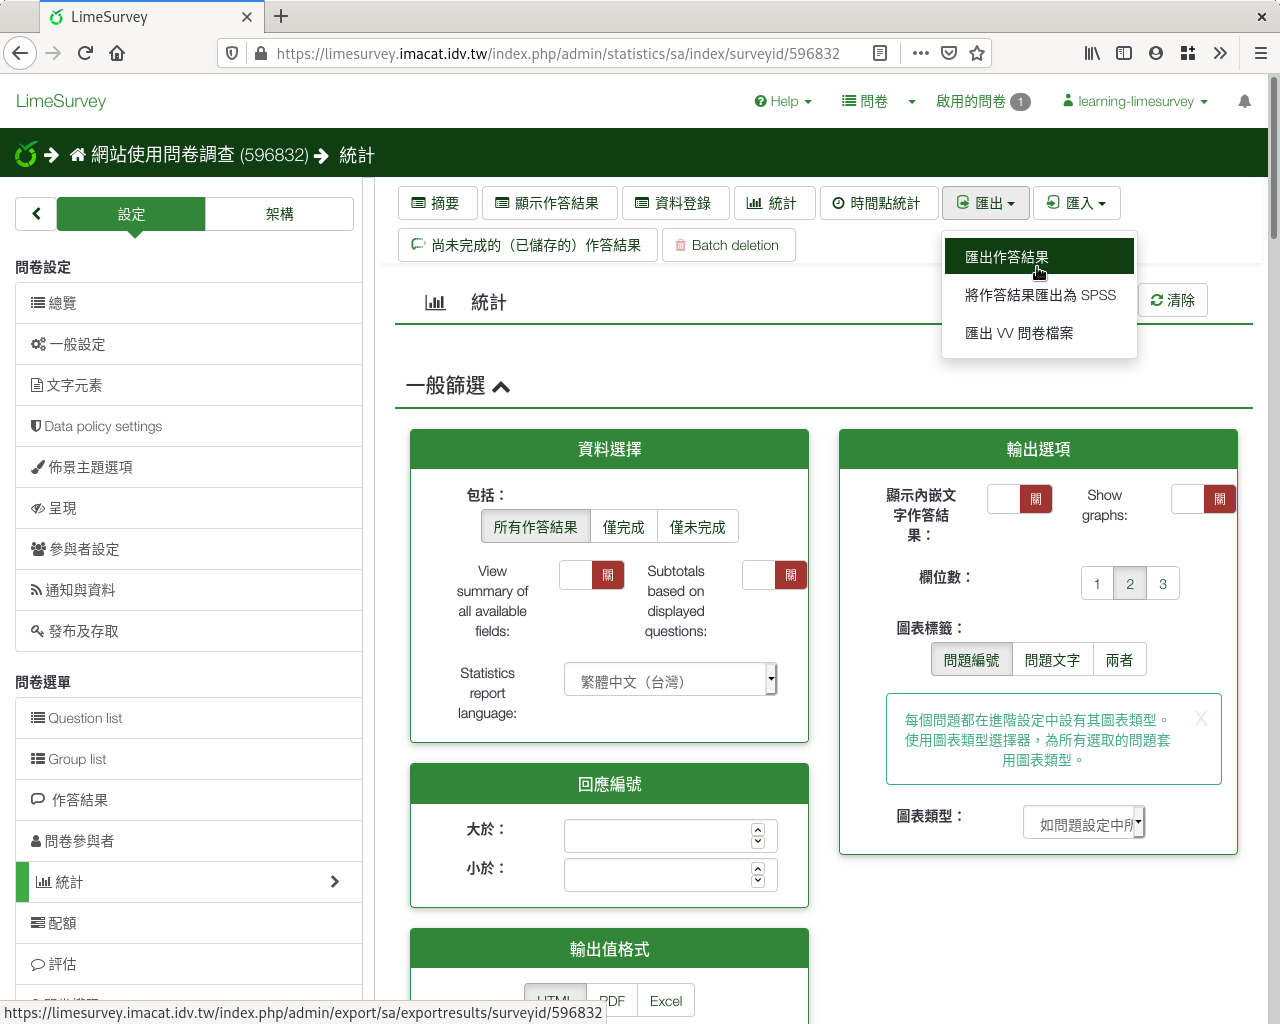 LimeSurvey
https://limesurvey.imacat.idv.tw/index.php/admin/statistics/sa/index/surveyid/596832
LimeSurvey
Help
問卷
啟用的問卷 1
learning-limesurvey
網站使用問卷調查 (596832)
統計
設定
架構
摘要
顯示作答結果
資料登錄
統計
時間點統計
匯出
匯入
尚未完成的（已儲存的）作答結果
Batch deletion
匯出作答結果
將作答結果匯出為 SPSS
匯出 VV 問卷檔案
問卷設定
總覽
一般設定
文字元素
Data policy settings
佈景主題選項
呈現
參與者設定
通知與資料
發布及存取
問卷選單
Question list
Group list
作答結果
問卷參與者
統計
配額
評估
統計
清除
一般篩選
資料選擇
包括：
所有作答結果
僅完成
僅未完成
View
summary of
all available
fields:
關
Subtotals
based on
displayed
questions:
關
Statistics
report
language:
繁體中文（台灣）
回應編號
大於：
小於：
輸出值格式
HTML
PDF
Excel
輸出選項
顯示內嵌文
字作答結
果：
關
Show
graphs:
關
欄位數：
1
2
3
圖表標籤：
問題編號
問題文字
兩者
每個問題都在進階設定中設有其圖表類型。
使用圖表類型選擇器，為所有選取的問題套
用圖表類型。
X
圖表類型：
如問題設定中所
https://limesurvey.imacat.idv.tw/index.php/admin/export/sa/exportresults/surveyid/596832